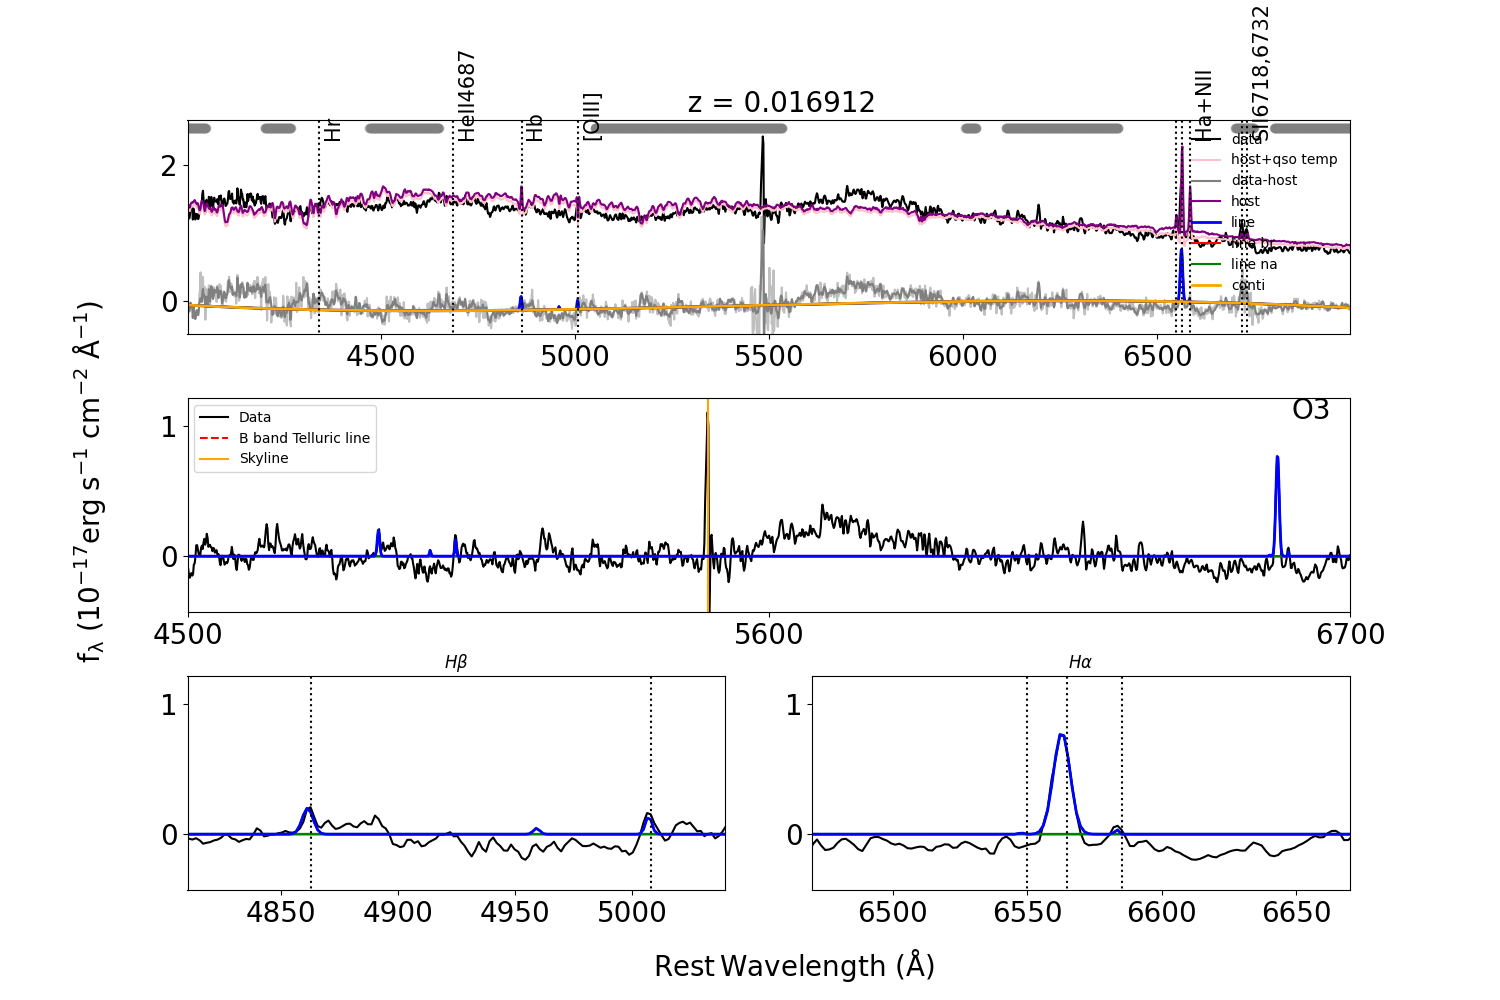 z = 0.016912
Hr
HeII4687
Hb
[OIII]
Ha+NII
SII6718,6732
data
host+qso temp
data-host
host
line
line br
line na
conti
2
0
4500
5000
5500
6000
6500
f_λ (10^−17 erg s^−1 cm^−2 Å^−1)
O3
Data
B band Telluric line
Skyline
1
0
4500
5600
6700
Hβ
1
0
4850
4900
4950
5000
Hα
1
0
6500
6550
6600
6650
Rest Wavelength (Å)